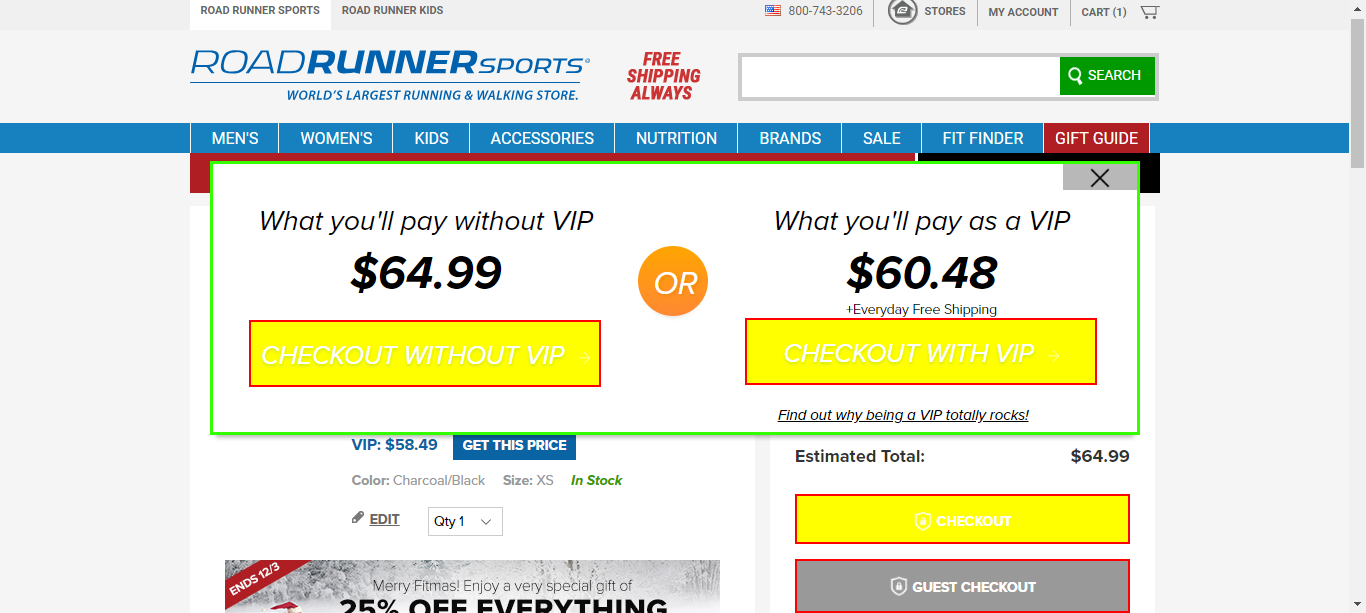 ROAD RUNNER SPORTS
ROAD RUNNER KIDS
800-743-3206
STORES
MY ACCOUNT
CART (1)
ROADRUNNERSPORTS
WORLD'S LARGEST RUNNING & WALKING STORE.
FREE
SHIPPING
ALWAYS
SEARCH
MEN'S
WOMEN'S
KIDS
ACCESSORIES
NUTRITION
BRANDS
SALE
FIT FINDER
GIFT GUIDE
What you'll pay without VIP
$64.99
CHECKOUT WITHOUT VIP →
OR
What you'll pay as a VIP
$60.48
+Everyday Free Shipping
CHECKOUT WITH VIP →
Find out why being a VIP totally rocks!
VIP: $58.49
GET THIS PRICE
Color: Charcoal/Black Size: XS In Stock
EDIT
Qty 1
Estimated Total: $64.99
CHECKOUT
GUEST CHECKOUT
ENDS 12/3
Merry Fitmas! Enjoy a very special gift of
25% OFF EVERYTHING